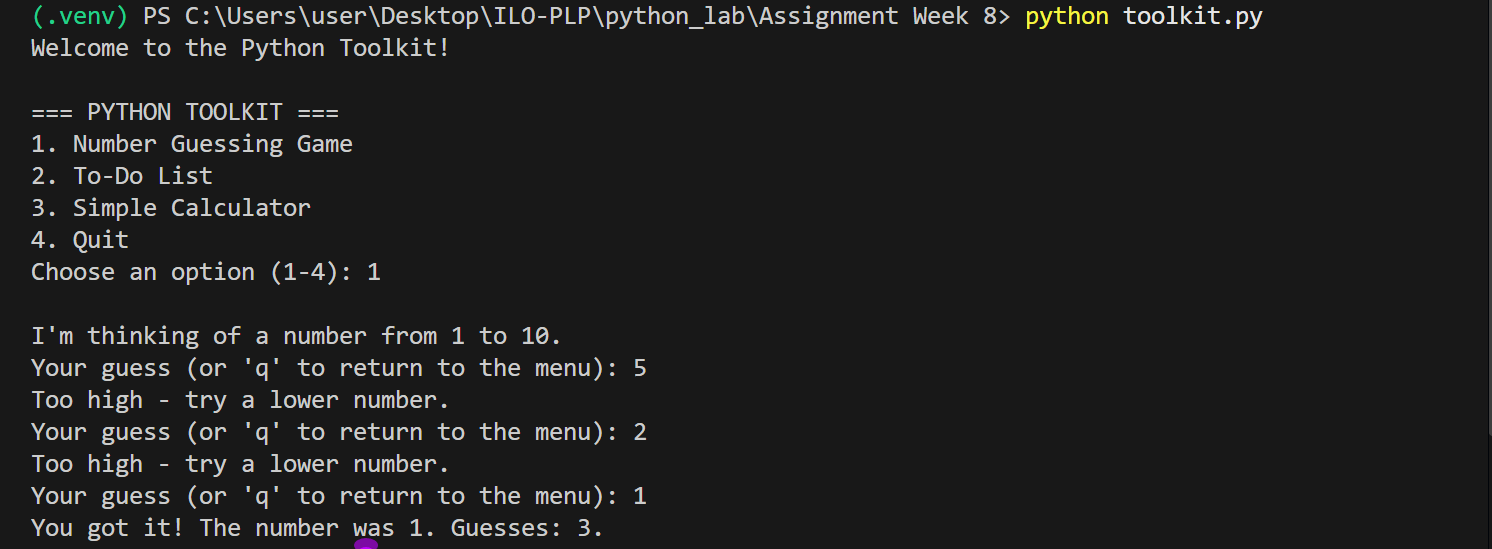 (.venv) PS C:\Users\user\Desktop\ILO-PLP\python_lab\Assignment Week 8> python toolkit.py
Welcome to the Python Toolkit!
=== PYTHON TOOLKIT ===
1. Number Guessing Game
2. To-Do List
3. Simple Calculator
4. Quit
Choose an option (1-4): 1
I'm thinking of a number from 1 to 10.
Your guess (or 'q' to return to the menu): 5
Too high - try a lower number.
Your guess (or 'q' to return to the menu): 2
Too high - try a lower number.
Your guess (or 'q' to return to the menu): 1
You got it! The number was 1. Guesses: 3.